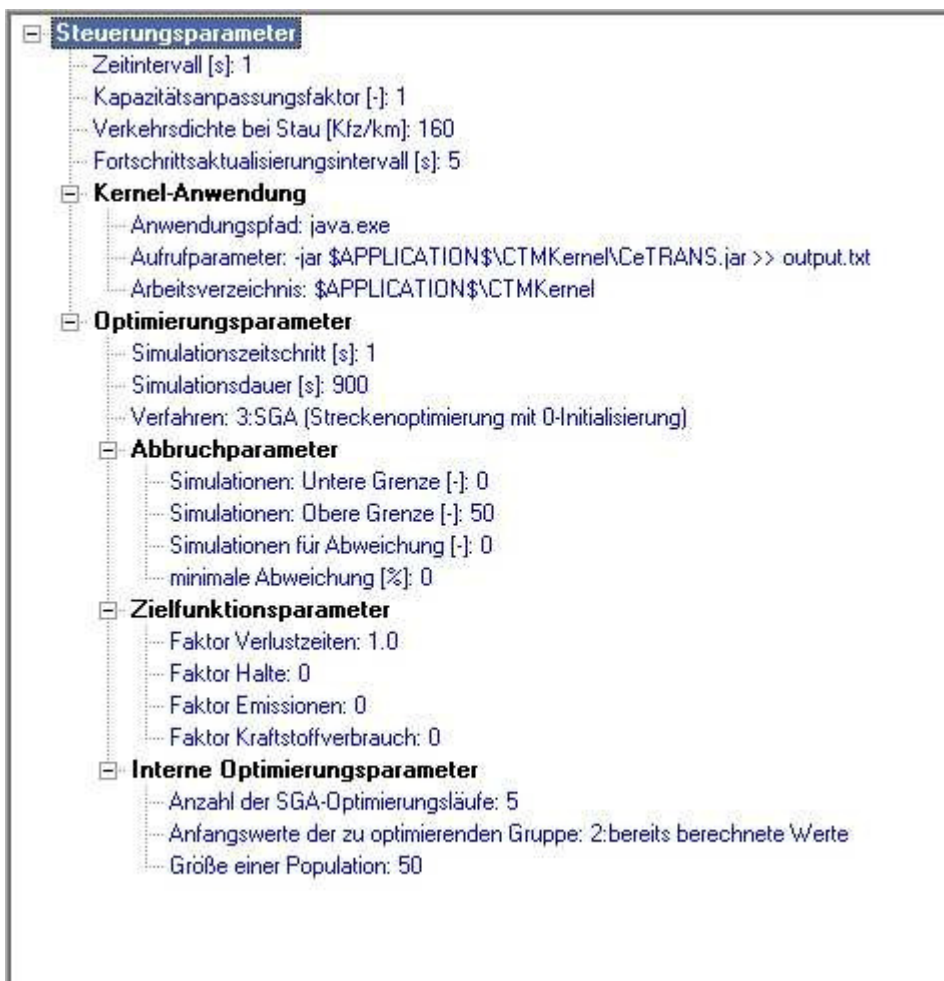 Steuerungsparameter
Zeitintervall [s]: 1
Kapazitätsanpassungsfaktor [-]: 1
Verkehrsdichte bei Stau [Kfz/km]: 160
Fortschrittsaktualisierungsintervall [s]: 5
Kernel-Anwendung
Anwendungspfad: java.exe
Aufrufparameter: -jar $APPLICATION$\CTMKernel\CeTRANS.jar >> output.txt
Arbeitsverzeichnis: $APPLICATION$\CTMKernel
Optimierungsparameter
Simulationszeitschritt [s]: 1
Simulationsdauer [s]: 900
Verfahren: 3:SGA (Streckenoptimierung mit 0-Initialisierung)
Abbruchparameter
Simulationen: Untere Grenze [-]: 0
Simulationen: Obere Grenze [-]: 50
Simulationen für Abweichung [-]: 0
minimale Abweichung [%]: 0
Zielfunktionsparameter
Faktor Verlustzeiten: 1.0
Faktor Halte: 0
Faktor Emissionen: 0
Faktor Kraftstoffverbrauch: 0
Interne Optimierungsparameter
Anzahl der SGA-Optimierungsläufe: 5
Anfangswerte der zu optimierenden Gruppe: 2:bereits berechnete Werte
Größe einer Population: 50